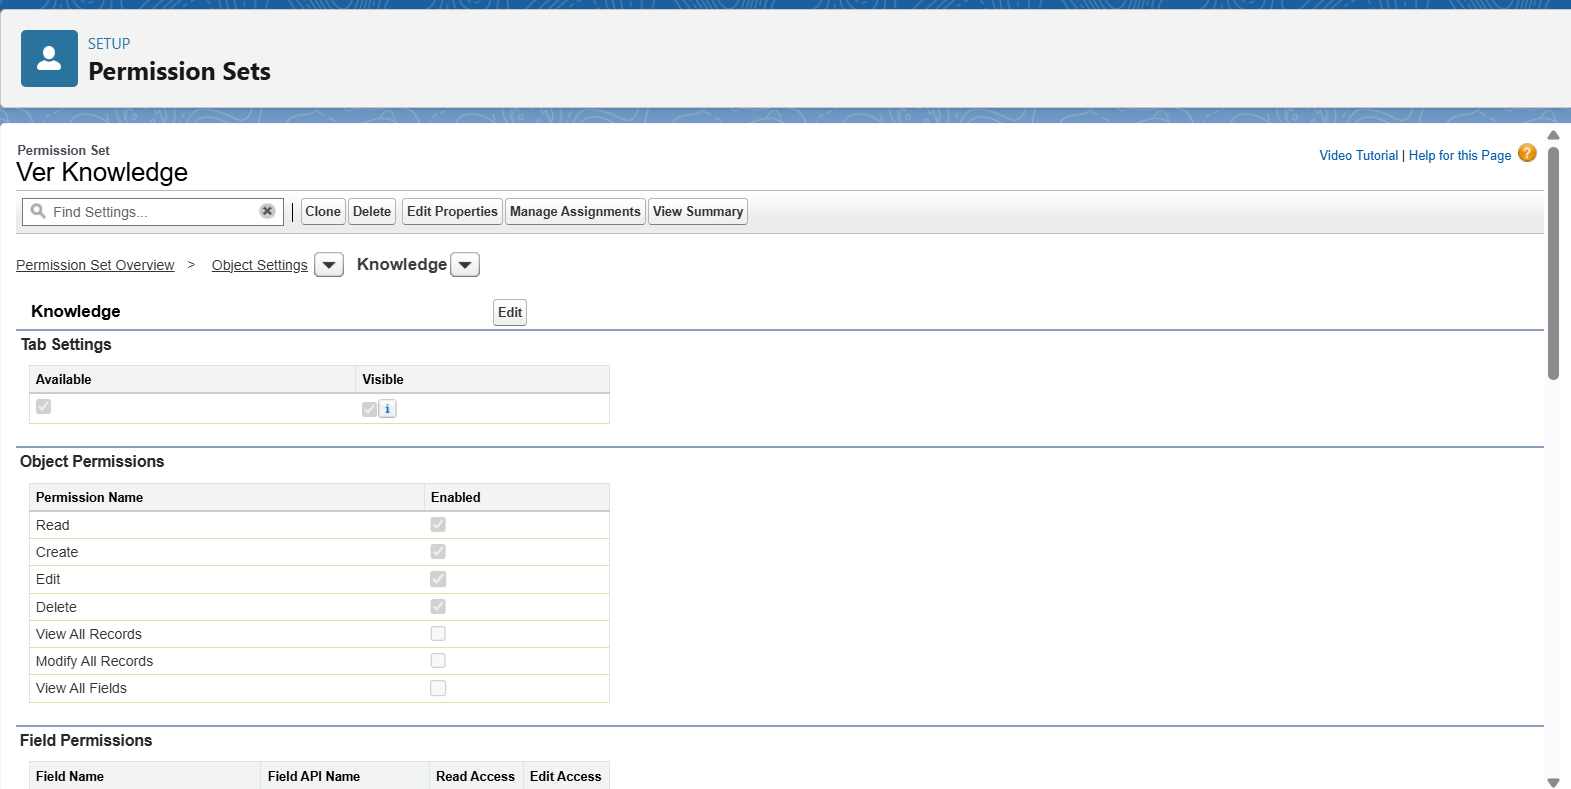 SETUP
Permission Sets
Permission Set
Ver Knowledge
Video Tutorial | Help for this Page ?
Find Settings...
Clone Delete Edit Properties Manage Assignments View Summary
Permission Set Overview > Object Settings Knowledge
Knowledge Edit
Tab Settings
Available Visible
i
Object Permissions
Permission Name Enabled
Read
Create
Edit
Delete
View All Records
Modify All Records
View All Fields
Field Permissions
Field Name Field API Name Read Access Edit Access